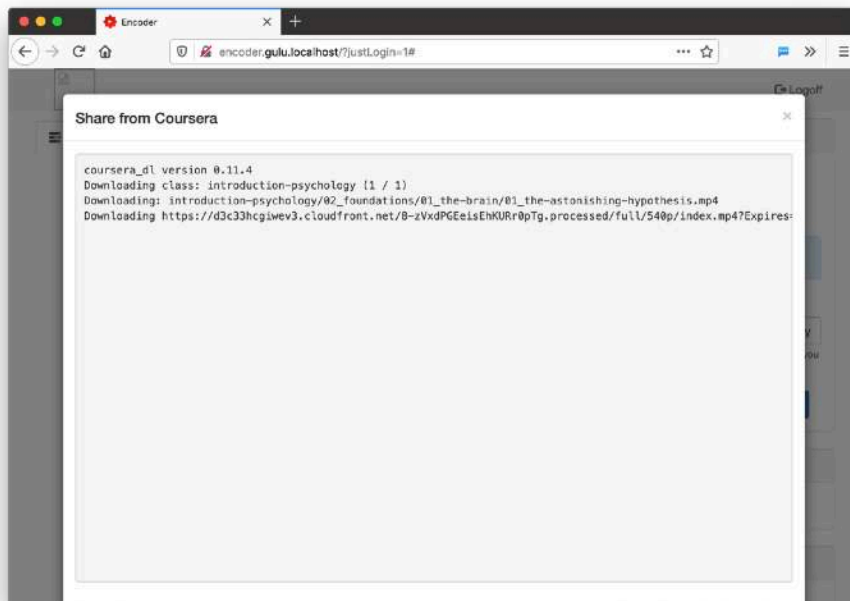 Encoder
encoder.gulu.localhost/?justLogin=1#
Logoff
Share from Coursera
coursera_dl version 0.11.4
Downloading class: introduction-psychology (1 / 1)
Downloading: introduction-psychology/02_foundations/01_the-brain/01_the-astonishing-hypothesis.mp4
Downloading https://d3c33hcgiwev3.cloudfront.net/8-zVxdPGEeisEhKURr0pTg.processed/full/540p/index.mp4?Expires=
y
you